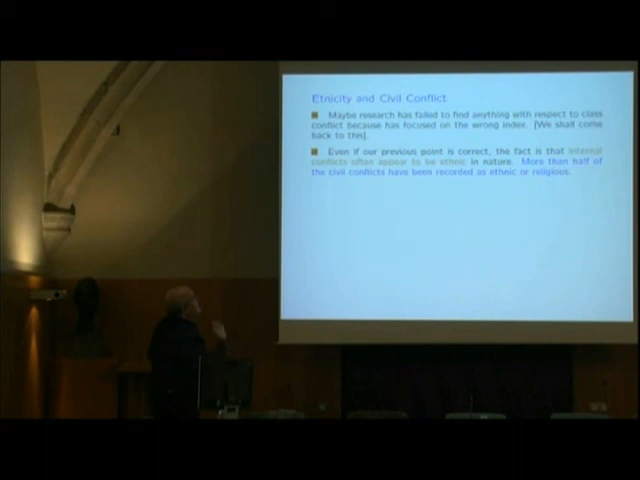 Etnicity and Civil Conflict
Maybe research has failed to find anything with respect to class
conflict because has focused on the wrong index. [We shall come
back to this].
Even if our previous point is correct, the fact is that internal
conflicts often appear to be ethnic in nature. More than half of
the civil conflicts have been recorded as ethnic or religious.